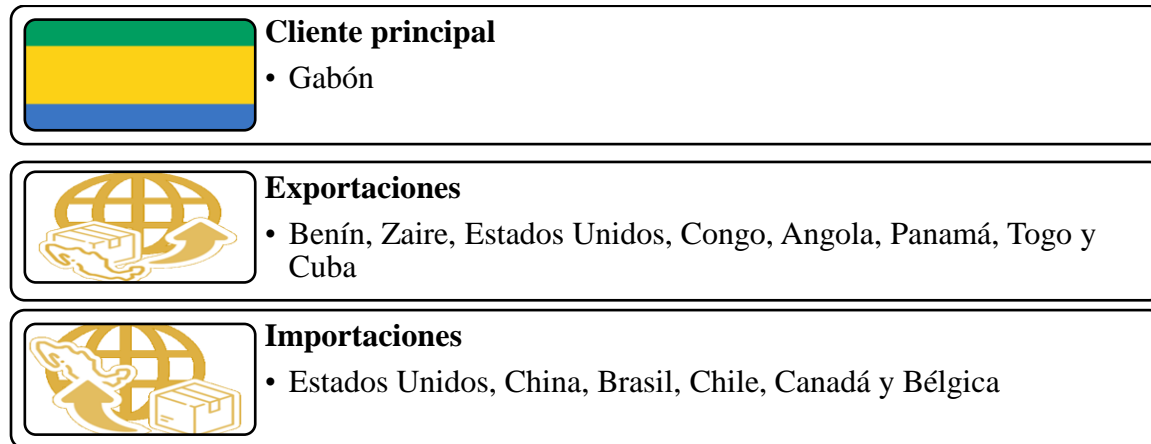 Cliente principal
• Gabón
Exportaciones
• Benín, Zaire, Estados Unidos, Congo, Angola, Panamá, Togo y
Cuba
Importaciones
• Estados Unidos, China, Brasil, Chile, Canadá y Bélgica